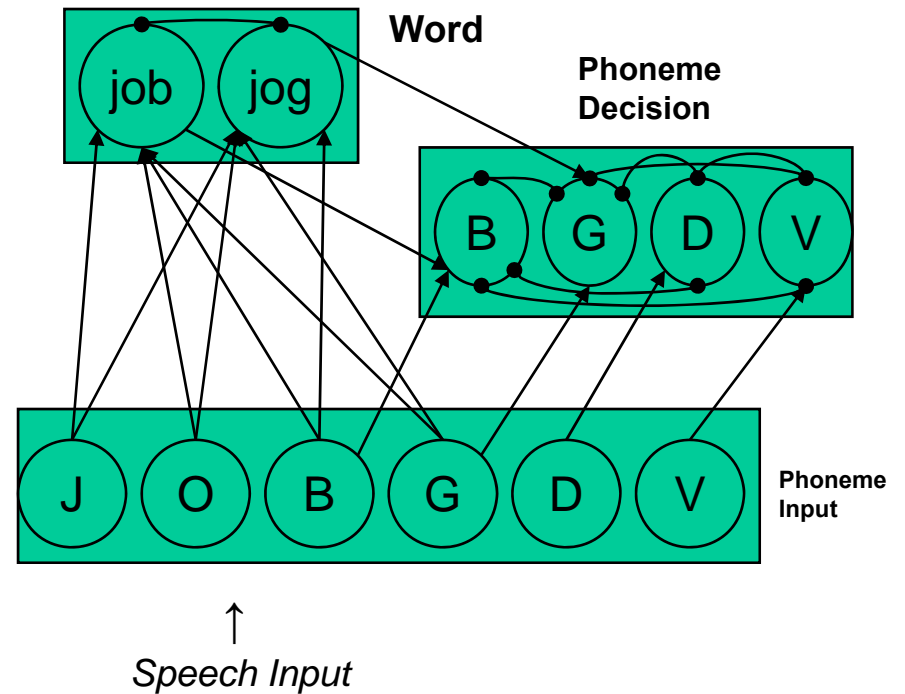 Word
job jog
Phoneme
Decision
B G D V
J O B G D V
Phoneme
Input
↑
Speech Input